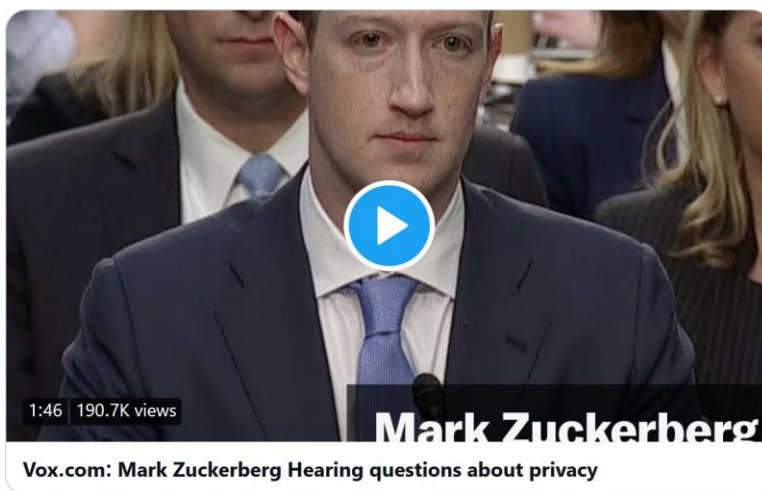 1:46 190.7K views
Mark Zuckerberg
Vox.com: Mark Zuckerberg Hearing questions about privacy